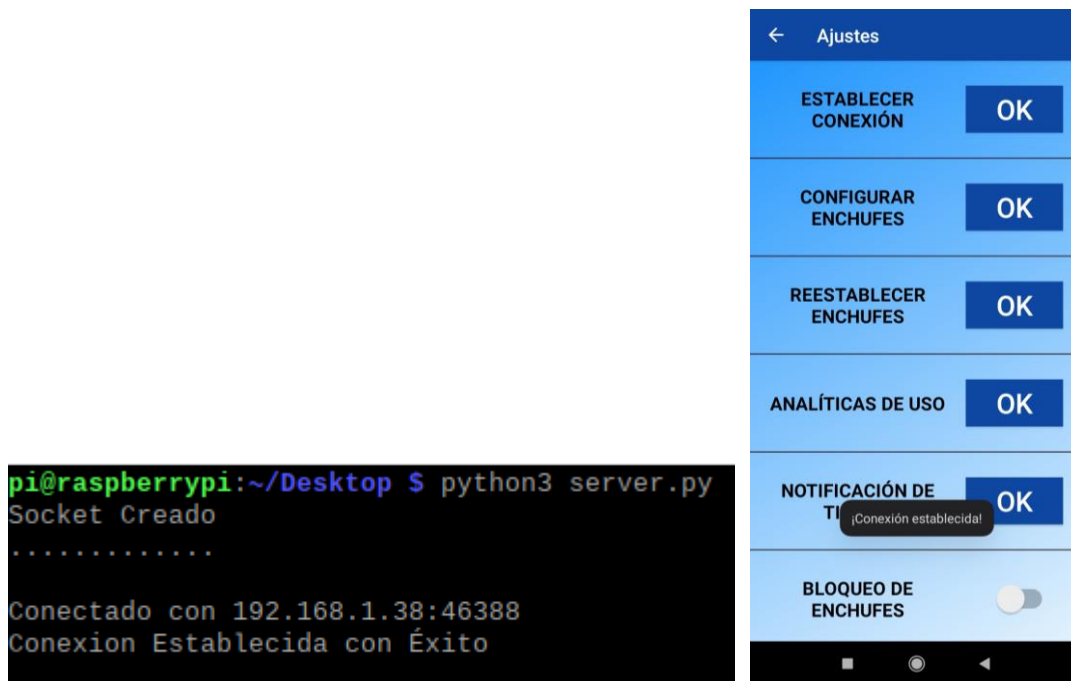 pi@raspberrypi:~/Desktop $ python3 server.py
Socket Creado
.............
Conectado con 192.168.1.38:46388
Conexion Establecida con Éxito
Ajustes
ESTABLECER
CONEXIÓN
OK
CONFIGURAR
ENCHUFES
OK
REESTABLECER
ENCHUFES
OK
ANALÍTICAS DE USO
OK
NOTIFICACIÓN DE
TI
OK
¡Conexión establecida!
BLOQUEO DE
ENCHUFES